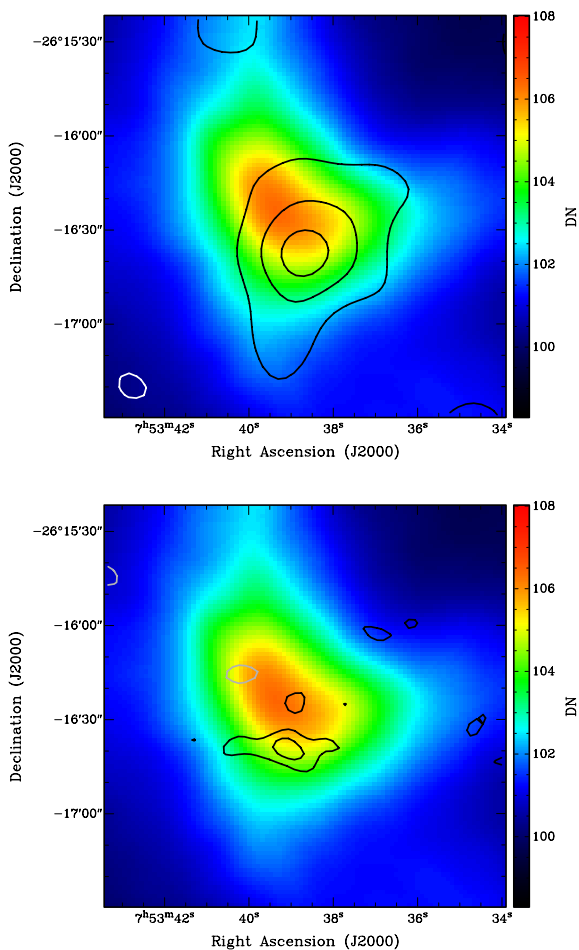 108
−26°15′30″
106
−16′00″
104
−16′30″
102
−17′00″
100
Declination (J2000)
DN
7ʰ53ᵐ42ˢ 40ˢ 38ˢ 36ˢ 34ˢ
Right Ascension (J2000)
108
−26°15′30″
106
−16′00″
104
−16′30″
102
−17′00″
100
Declination (J2000)
DN
7ʰ53ᵐ42ˢ 40ˢ 38ˢ 36ˢ 34ˢ
Right Ascension (J2000)